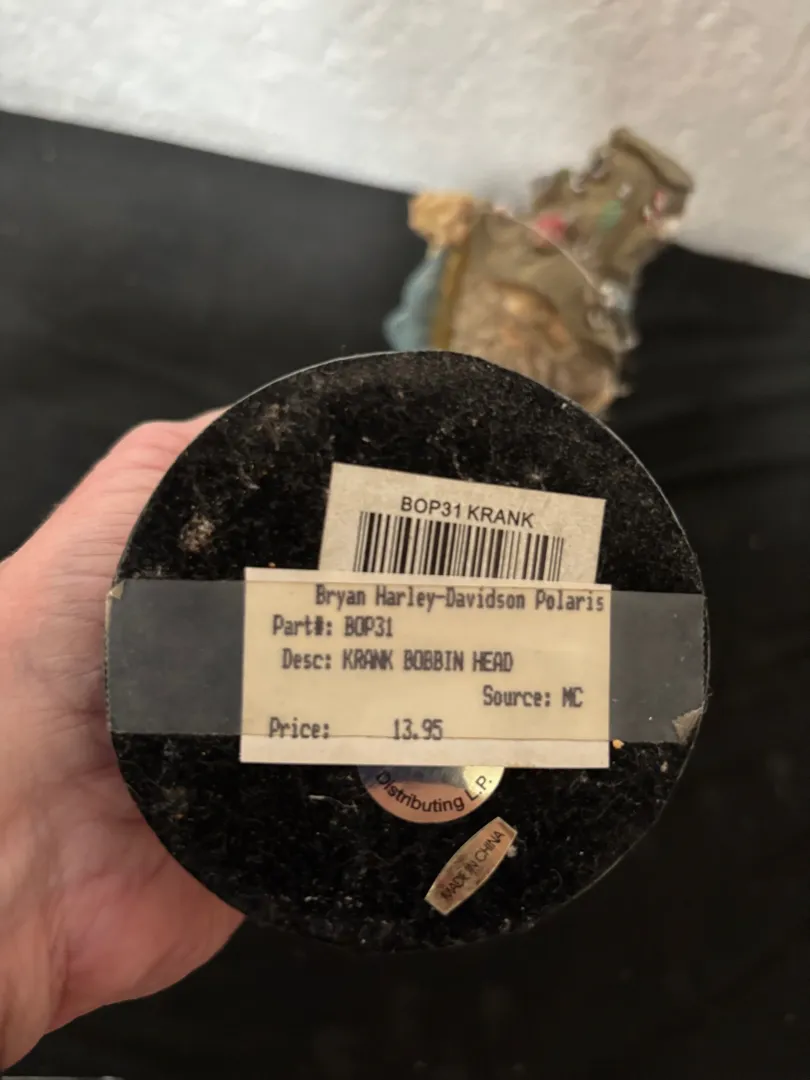 BOP31 KRANK
Bryan Harley-Davidson Polaris
Part#: BOP31
Desc: KRANK BOBBIN HEAD
Source: MC
Price: 13.95
Distributing L.P.
MADE IN CHINA